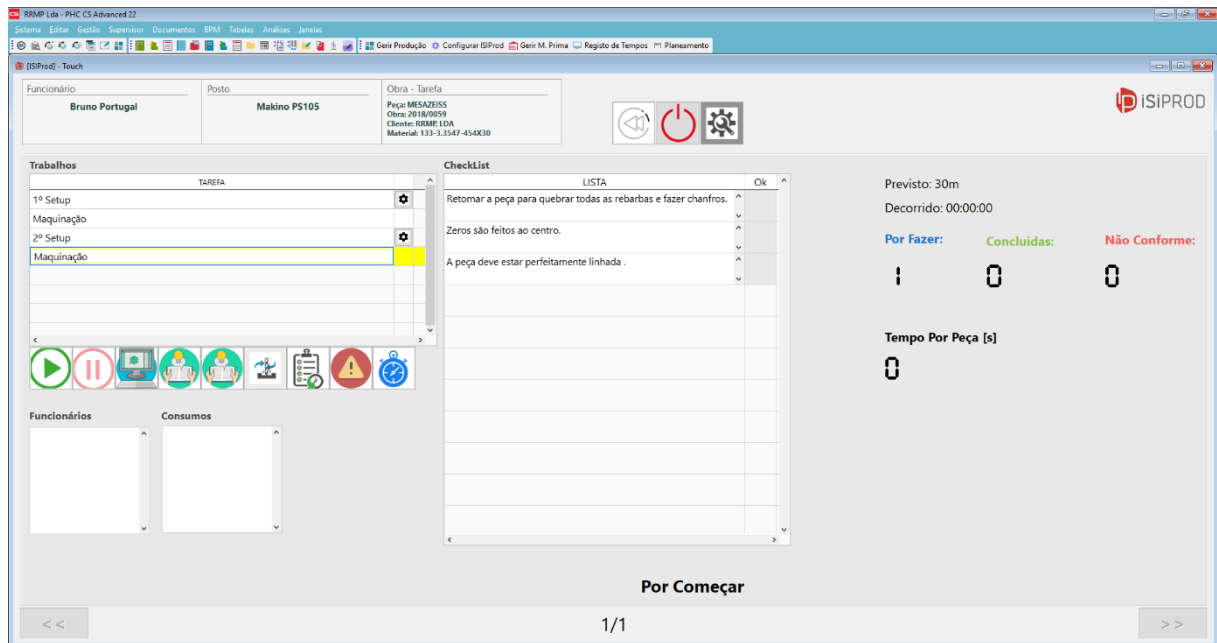 RRMP Lda - PHC CS Advanced 22
Sistema Editar Gestão Supervisor Documentos BPM Tabelas Análises Janelas
Gerir Produção Configurar ISIProd Gerir M. Prima Registo de Tempos Planeamento
[ISIProd] - Touch
Funcionário
Bruno Portugal
Posto
Makino PS105
Obra - Tarefa
Peça: MESAZEISS
Obra: 2018/0059
Cliente: RRMP, LDA
Material: 133-3.3547-454X30
iSiPROD
Trabalhos
TAREFA
1º Setup
Maquinação
2º Setup
Maquinação
CheckList
LISTA Ok
Retomar a peça para quebrar todas as rebarbas e fazer chanfros.
Zeros são feitos ao centro.
A peça deve estar perfeitamente linhada .
Previsto: 30m
Decorrido: 00:00:00
Por Fazer: Concluidas: Não Conforme:
1 0 0
Tempo Por Peça [s]
0
Funcionários Consumos
Por Começar
<< 1/1 >>